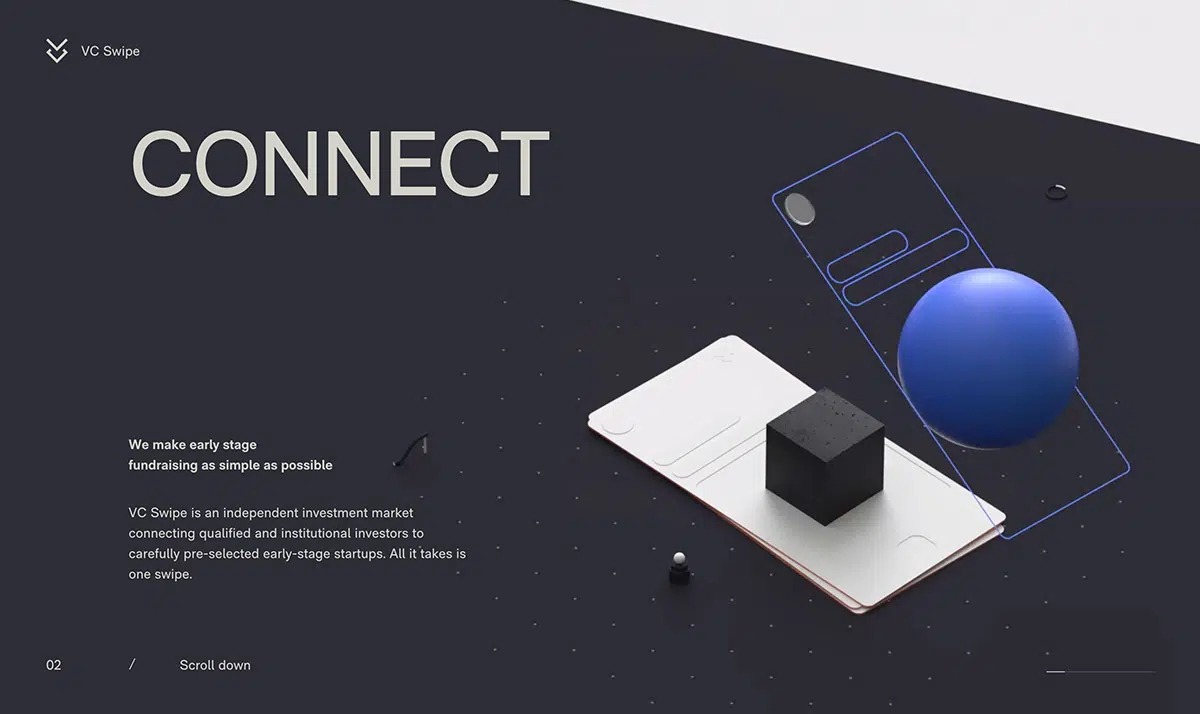 VC Swipe
CONNECT
We make early stage
fundraising as simple as possible
VC Swipe is an independent investment market
connecting qualified and institutional investors to
carefully pre-selected early-stage startups. All it takes is
one swipe.
02 / Scroll down